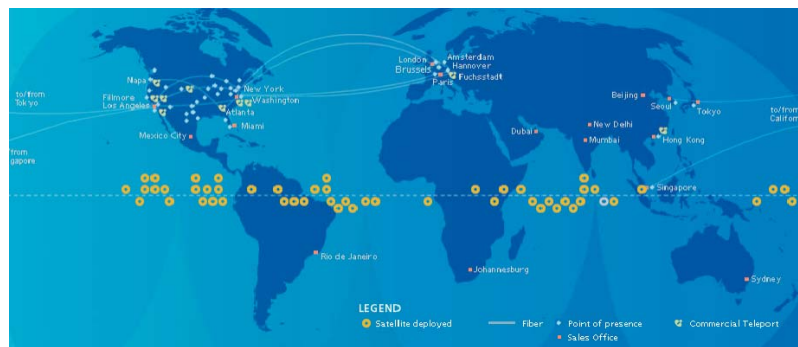 London
Amsterdam
Brussels
Hannover
Paris
Fuchsstadt
Napa
New York
Fillmore
Washington
Los Angeles
Atlanta
Miami
Mexico City
to/from
Tokyo
from
gapore
Beijing
Seoul
Tokyo
to/from
Californ
Dubai
New Delhi
Mumbai
Hong Kong
Singapore
Rio de Janeiro
Johannesburg
Sydney
LEGEND
Satellite deployed
Fiber
Point of presence
Commercial Teleport
Sales Office